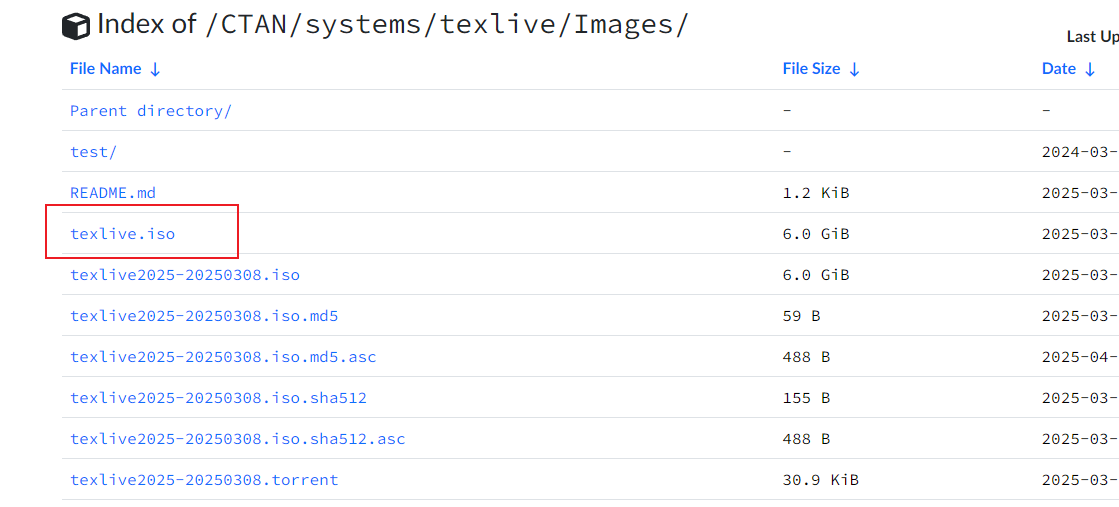 Index of /CTAN/systems/texlive/Images/
Last Up
File Name ↓ File Size ↓ Date ↓
Parent directory/ - -
test/ - 2024-03-
README.md 1.2 KiB 2025-03-
texlive.iso 6.0 GiB 2025-03-
texlive2025-20250308.iso 6.0 GiB 2025-03-
texlive2025-20250308.iso.md5 59 B 2025-03-
texlive2025-20250308.iso.md5.asc 488 B 2025-04-
texlive2025-20250308.iso.sha512 155 B 2025-03-
texlive2025-20250308.iso.sha512.asc 488 B 2025-03-
texlive2025-20250308.torrent 30.9 KiB 2025-03-